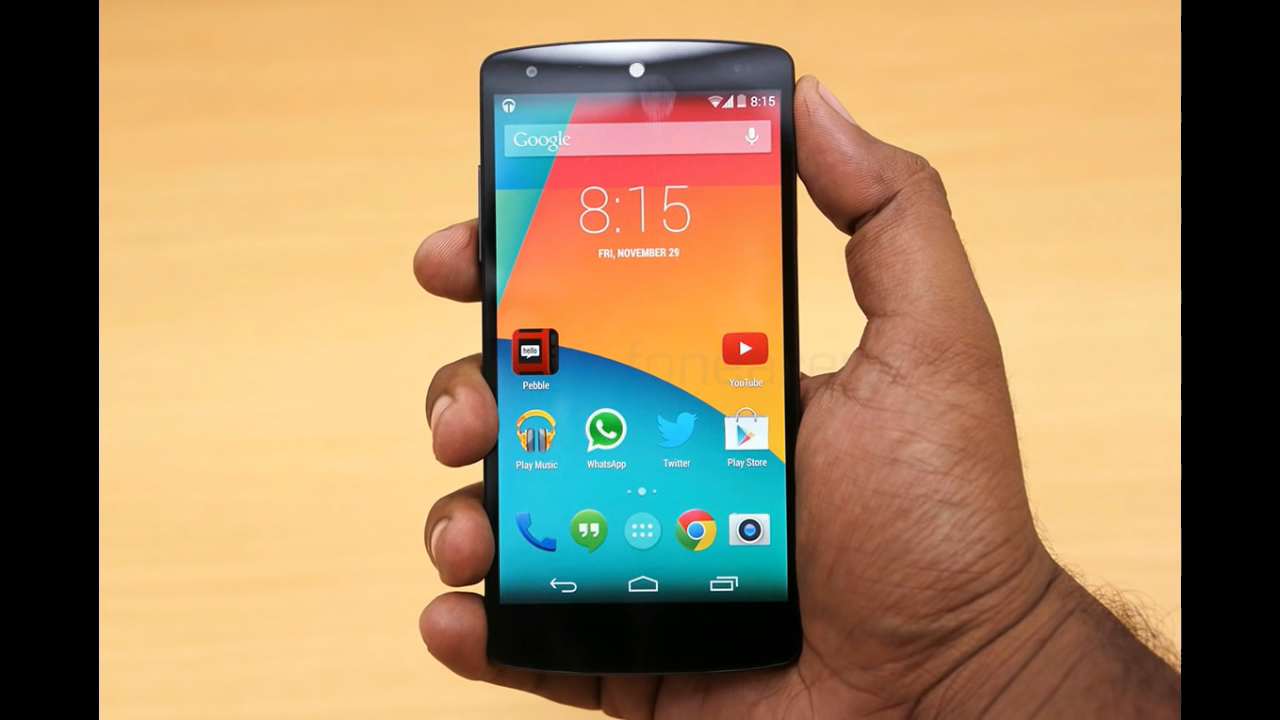 8:15
Google
8:15
FRI, NOVEMBER 29
hello
Pebble
YouTube
Play Music
WhatsApp
Twitter
Play Store